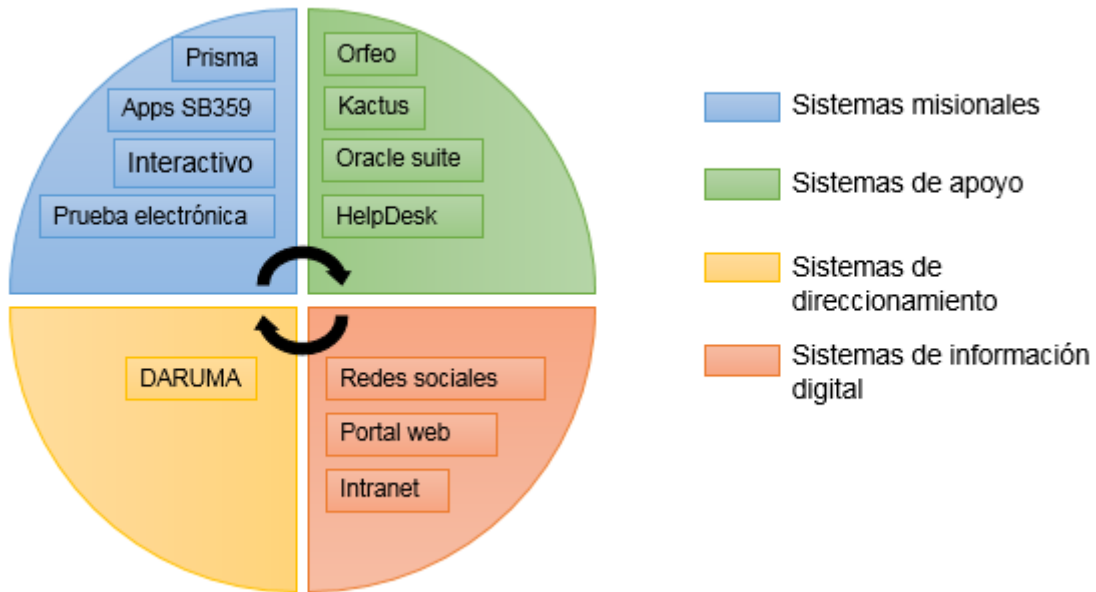 Prisma
Apps SB359
Interactivo
Prueba electrónica
Orfeo
Kactus
Oracle suite
HelpDesk
DARUMA
Redes sociales
Portal web
Intranet
Sistemas misionales
Sistemas de apoyo
Sistemas de
direccionamiento
Sistemas de información
digital